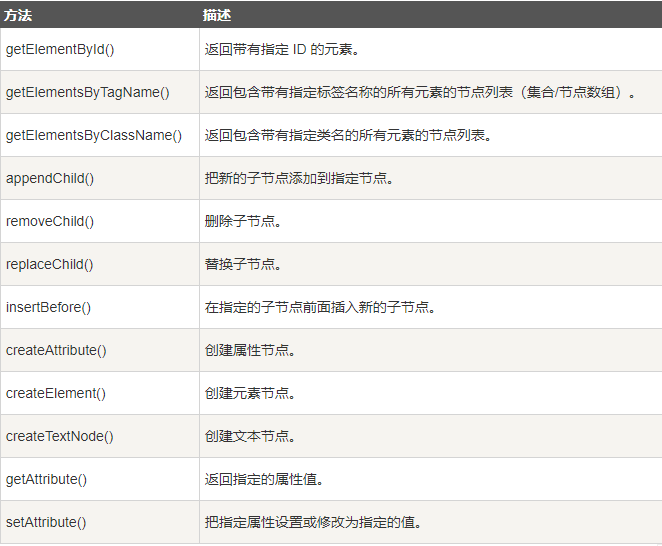 方法 描述
getElementById() 返回带有指定 ID 的元素。
getElementsByTagName() 返回包含带有指定标签名称的所有元素的节点列表（集合/节点数组）。
getElementsByClassName() 返回包含带有指定类名的所有元素的节点列表。
appendChild() 把新的子节点添加到指定节点。
removeChild() 删除子节点。
replaceChild() 替换子节点。
insertBefore() 在指定的子节点前面插入新的子节点。
createAttribute() 创建属性节点。
createElement() 创建元素节点。
createTextNode() 创建文本节点。
getAttribute() 返回指定的属性值。
setAttribute() 把指定属性设置或修改为指定的值。